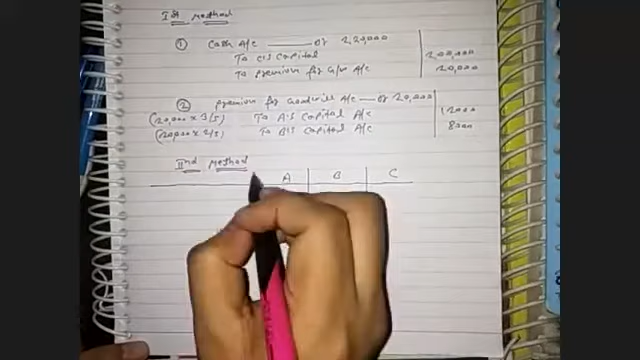 Ist Method
① Cash A/c —— Dr 2,20,000
To C's Capital 2,00,000
To premium for G/w A/c 20,000
② premium for Goodwill A/c — Dr 20,000
(20,000 x 3/5) To A's Capital A/c 12000
(20,000 x 2/5) To B's Capital A/c 8000
IInd Method
A B C